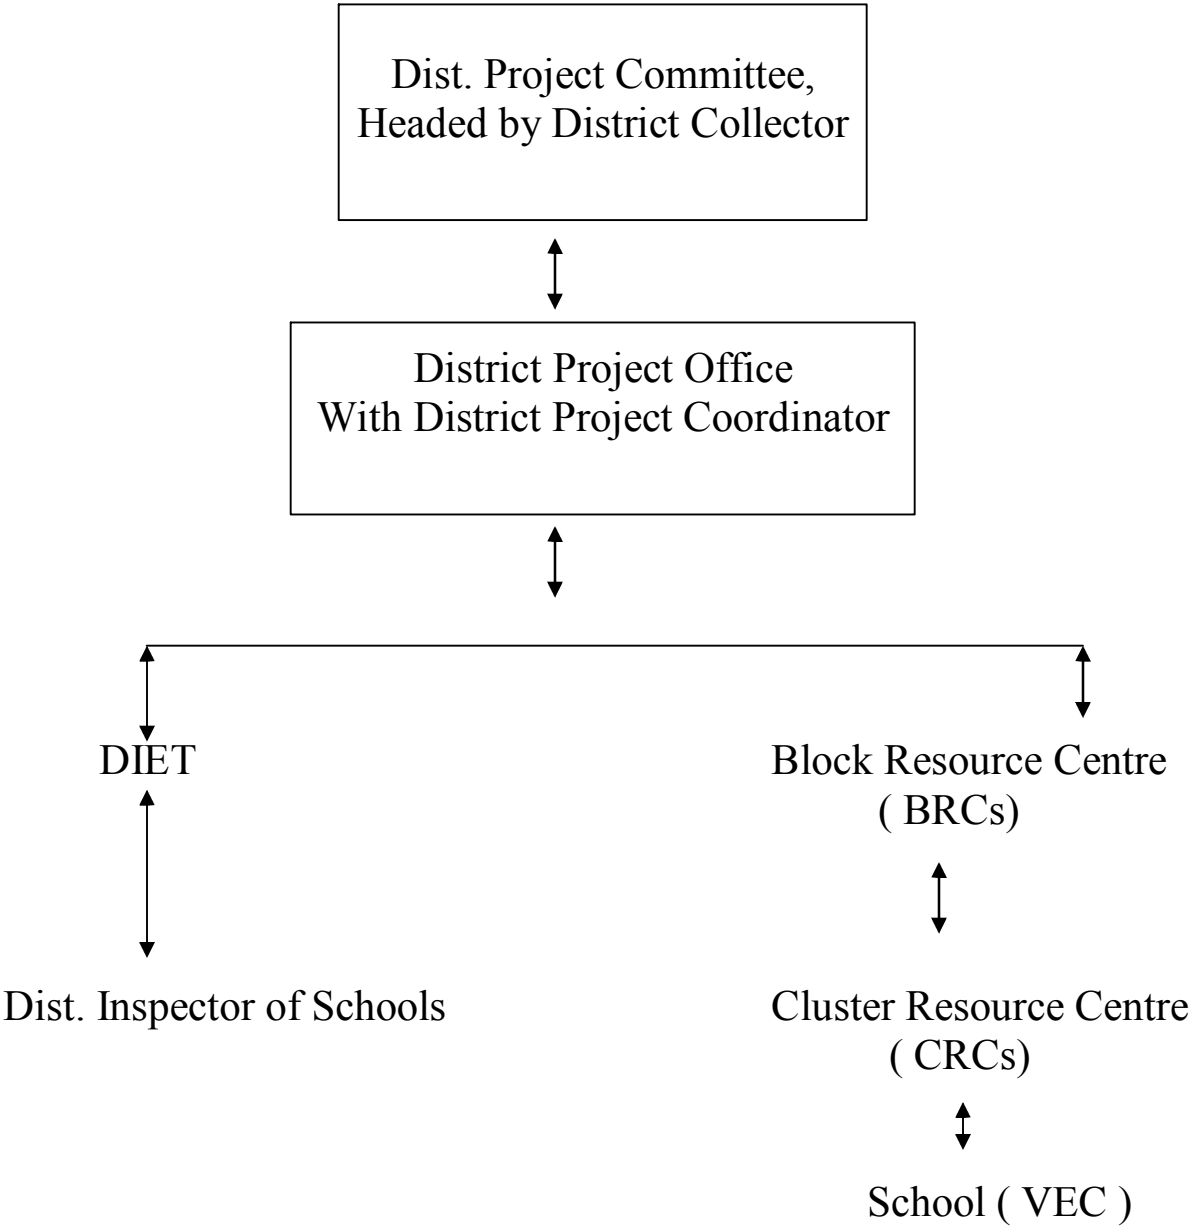 Dist. Project Committee,
Headed by District Collector
District Project Office
With District Project Coordinator
DIET
Block Resource Centre
( BRCs)
Dist. Inspector of Schools
Cluster Resource Centre
( CRCs)
School ( VEC )